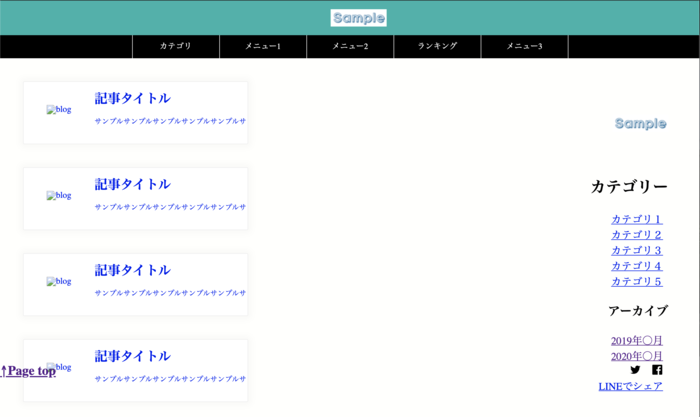 Sample
カテゴリ
メニュー1
メニュー2
ランキング
メニュー3
blog
記事タイトル
サンプルサンプルサンプルサンプルサンプルサ
blog
記事タイトル
サンプルサンプルサンプルサンプルサンプルサ
blog
記事タイトル
サンプルサンプルサンプルサンプルサンプルサ
blog
記事タイトル
サンプルサンプルサンプルサンプルサンプルサ
↑Page top
Sample
カテゴリー
カテゴリ１
カテゴリ２
カテゴリ３
カテゴリ４
カテゴリ５
アーカイブ
2019年〇月
2020年〇月
LINEでシェア